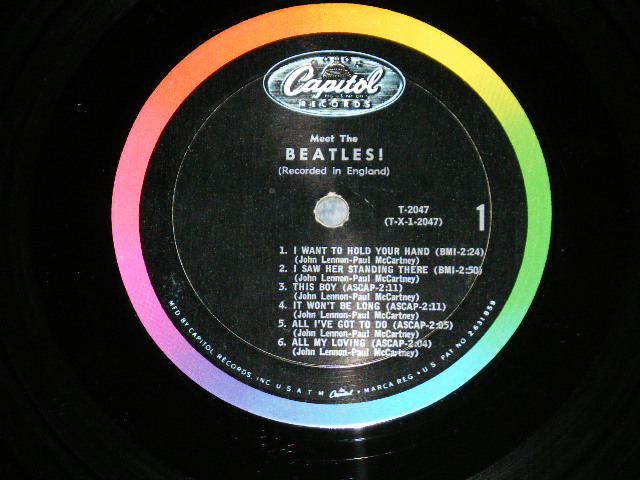 Capitol
RECORDS
Meet The
BEATLES!
(Recorded in England)
T-2047
(T-X-1-2047)
1
1. I WANT TO HOLD YOUR HAND (BMI-2:24)
(John Lennon-Paul McCartney)
2. I SAW HER STANDING THERE (BMI-2:50)
(John Lennon-Paul McCartney)
3. THIS BOY (ASCAP-2:11)
(John Lennon-Paul McCartney)
4. IT WON'T BE LONG (ASCAP-2:11)
(John Lennon-Paul McCartney)
5. ALL I'VE GOT TO DO (ASCAP-2:05)
(John Lennon-Paul McCartney)
6. ALL MY LOVING (ASCAP-2:04)
(John Lennon-Paul McCartney)
MFD BY CAPITOL RECORDS, INC U.S.A T M Capitol • MARCA REG • U.S. PAT NO 2.631.859